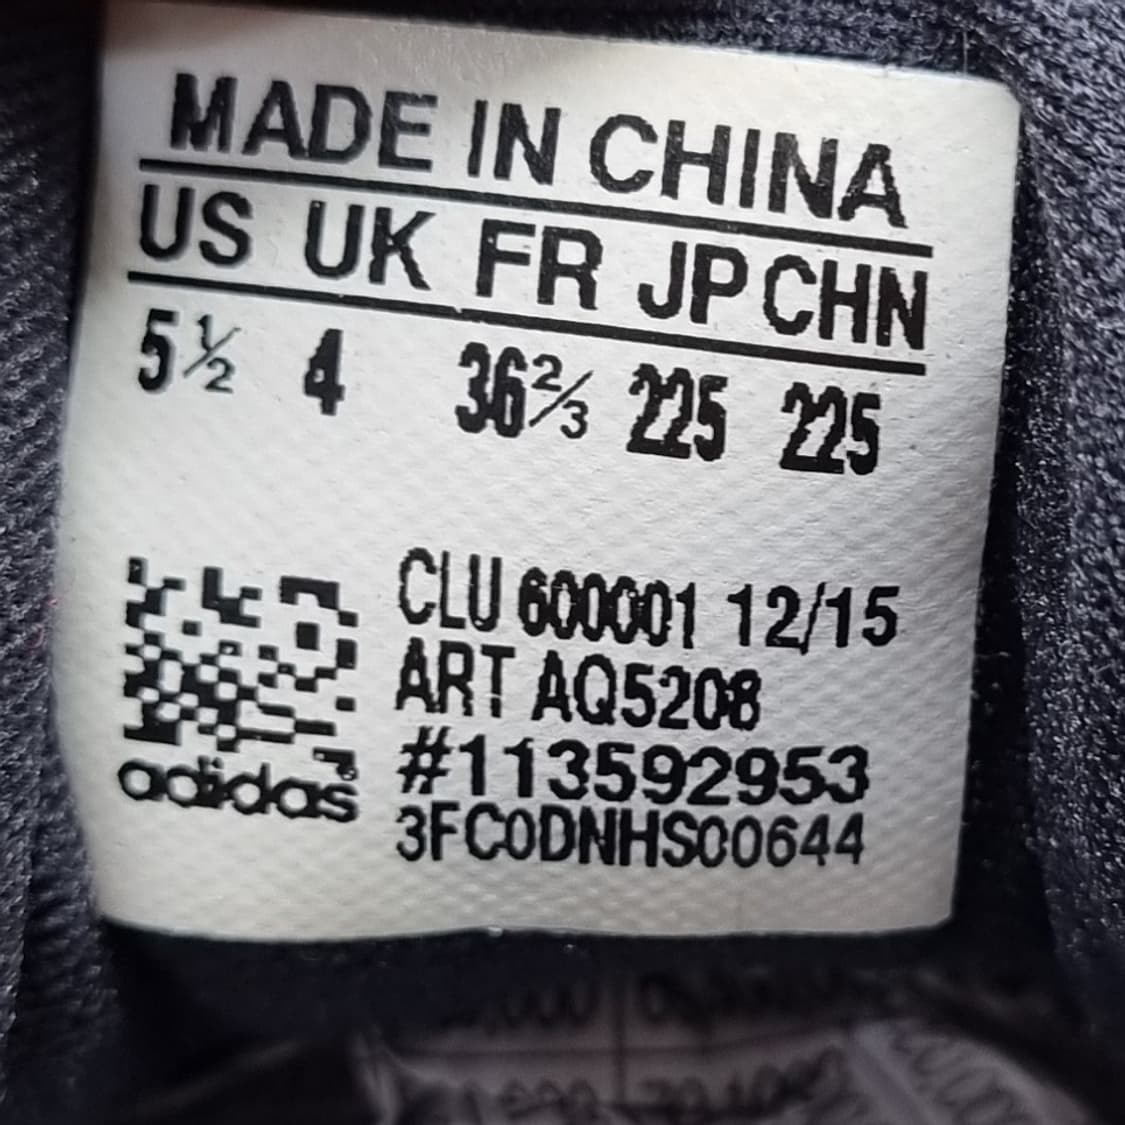 MADE IN CHINA
US UK FR JP CHN
5½ 4 36⅔ 225 225
CLU 600001 12/15
ART AQ5208
#113592953
3FC0DNHS00644
adidas